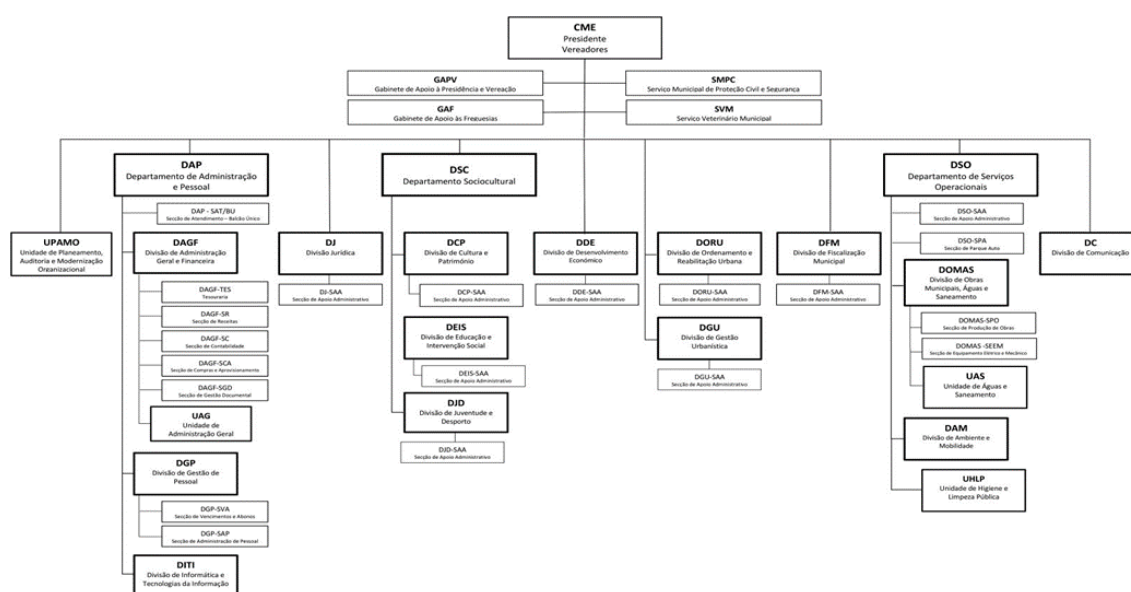 CME
Presidente
Vereadores
GAPV
Gabinete de Apoio à Presidência e Vereação
SMPC
Serviço Municipal de Proteção Civil e Segurança
GAF
Gabinete de Apoio às Freguesias
SVM
Serviço Veterinário Municipal
DAP
Departamento de Administração
e Pessoal
DSC
Departamento Sociocultural
DSO
Departamento de Serviços
Operacionais
DAP - SAT/BU
Secção de Atendimento – Balcão Único
DSO-SAA
Secção de Apoio Administrativo
DSO-SPA
Secção de Parque Auto
UPAMO
Unidade de Planeamento,
Auditoria e Modernização
Organizacional
DAGF
Divisão de Administração
Geral e Financeira
DJ
Divisão Jurídica
DCP
Divisão de Cultura e
Património
DDE
Divisão de Desenvolvimento
Económico
DORU
Divisão de Ordenamento e
Reabilitação Urbana
DFM
Divisão de Fiscalização
Municipal
DC
Divisão de Comunicação
DOMAS
Divisão de Obras
Municipais, Águas e
Saneamento
DAGF-TES
Tesouraria
DJ-SAA
Secção de Apoio Administrativo
DCP-SAA
Secção de Apoio Administrativo
DDE-SAA
Secção de Apoio Administrativo
DORU-SAA
Secção de Apoio Administrativo
DFM-SAA
Secção de Apoio Administrativo
DAGF-SR
Secção de Receitas
DAGF-SC
Secção de Contabilidade
DAGF-SCA
Secção de Compras e Aprovisionamento
DAGF-SGD
Secção de Gestão Documental
DEIS
Divisão de Educação e
Intervenção Social
DGU
Divisão de Gestão
Urbanística
DOMAS-SPO
Secção de Produção de Obras
DOMAS -SEEM
Secção de Equipamento Elétrico e Mecânico
DEIS-SAA
Secção de Apoio Administrativo
DGU-SAA
Secção de Apoio Administrativo
UAS
Unidade de Águas e
Saneamento
UAG
Unidade de
Administração Geral
DJD
Divisão de Juventude e
Desporto
DJD-SAA
Secção de Apoio Administrativo
DAM
Divisão de Ambiente e
Mobilidade
DGP
Divisão de Gestão de
Pessoal
UHLP
Unidade de Higiene e
Limpeza Pública
DGP-SVA
Secção de Vencimentos e Abonos
DGP-SAP
Secção de Administração de Pessoal
DITI
Divisão de Informática e
Tecnologias da Informação